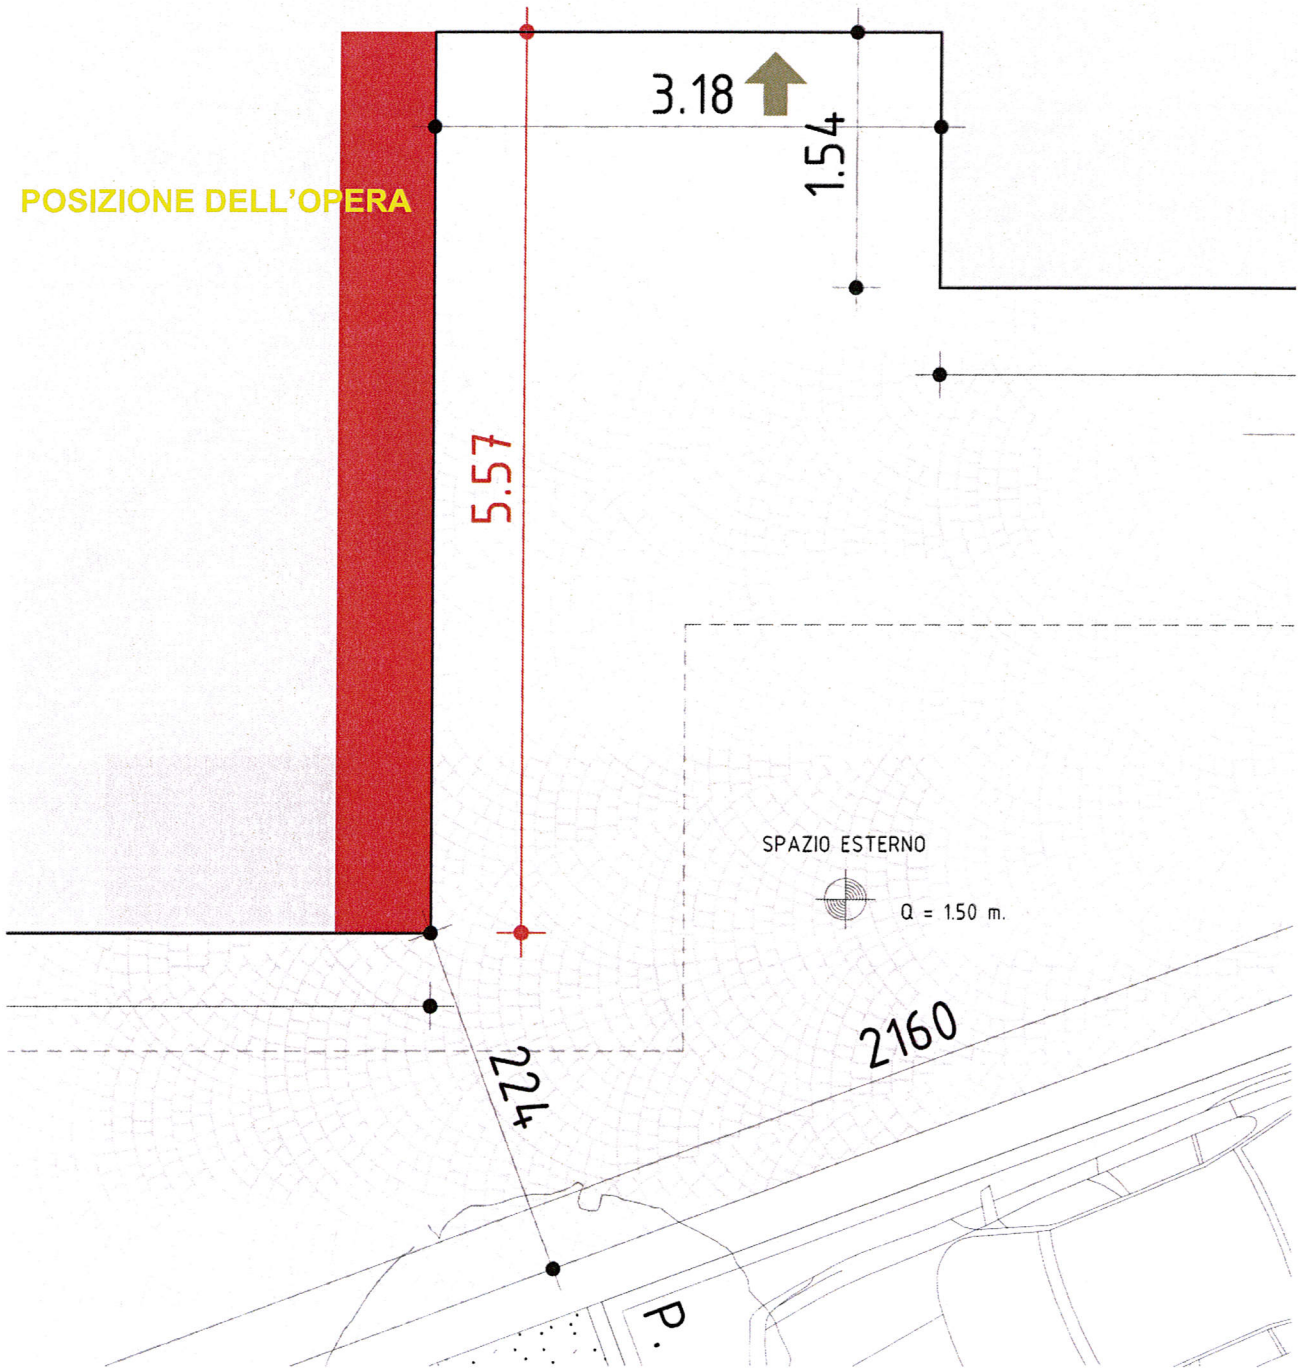 3.18
1.54
POSIZIONE DELL'OPERA
5.57
SPAZIO ESTERNO
Q = 1.50 m.
2160
224
P.